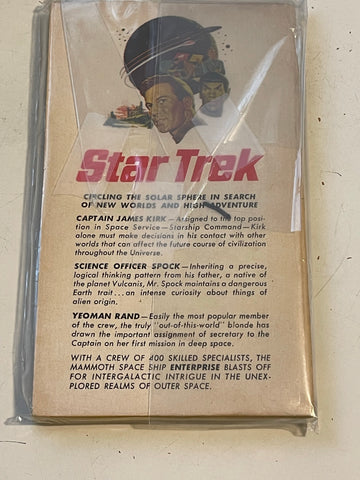 Star Trek
CIRCLING THE SOLAR SPHERE IN SEARCH
OF NEW WORLDS AND HIGH ADVENTURE
CAPTAIN JAMES KIRK—Assigned to the top posi-
tion in Space Service—Starship Command—Kirk
alone must make decisions in his contact with other
worlds that can affect the future course of civilization
throughout the Universe.
SCIENCE OFFICER SPOCK—Inheriting a precise,
logical thinking pattern from his father, a native of
the planet Vulcanis, Mr. Spock maintains a dangerous
Earth trait...an intense curiosity about things of
alien origin.
YEOMAN RAND—Easily the most popular member
of the crew, the truly "out-of-this-world" blonde has
drawn the important assignment of secretary to the
Captain on her first mission in deep space.
WITH A CREW OF 400 SKILLED SPECIALISTS, THE
MAMMOTH SPACE SHIP ENTERPRISE BLASTS OFF
FOR INTERGALACTIC INTRIGUE IN THE UNEX-
PLORED REALMS OF OUTER SPACE.